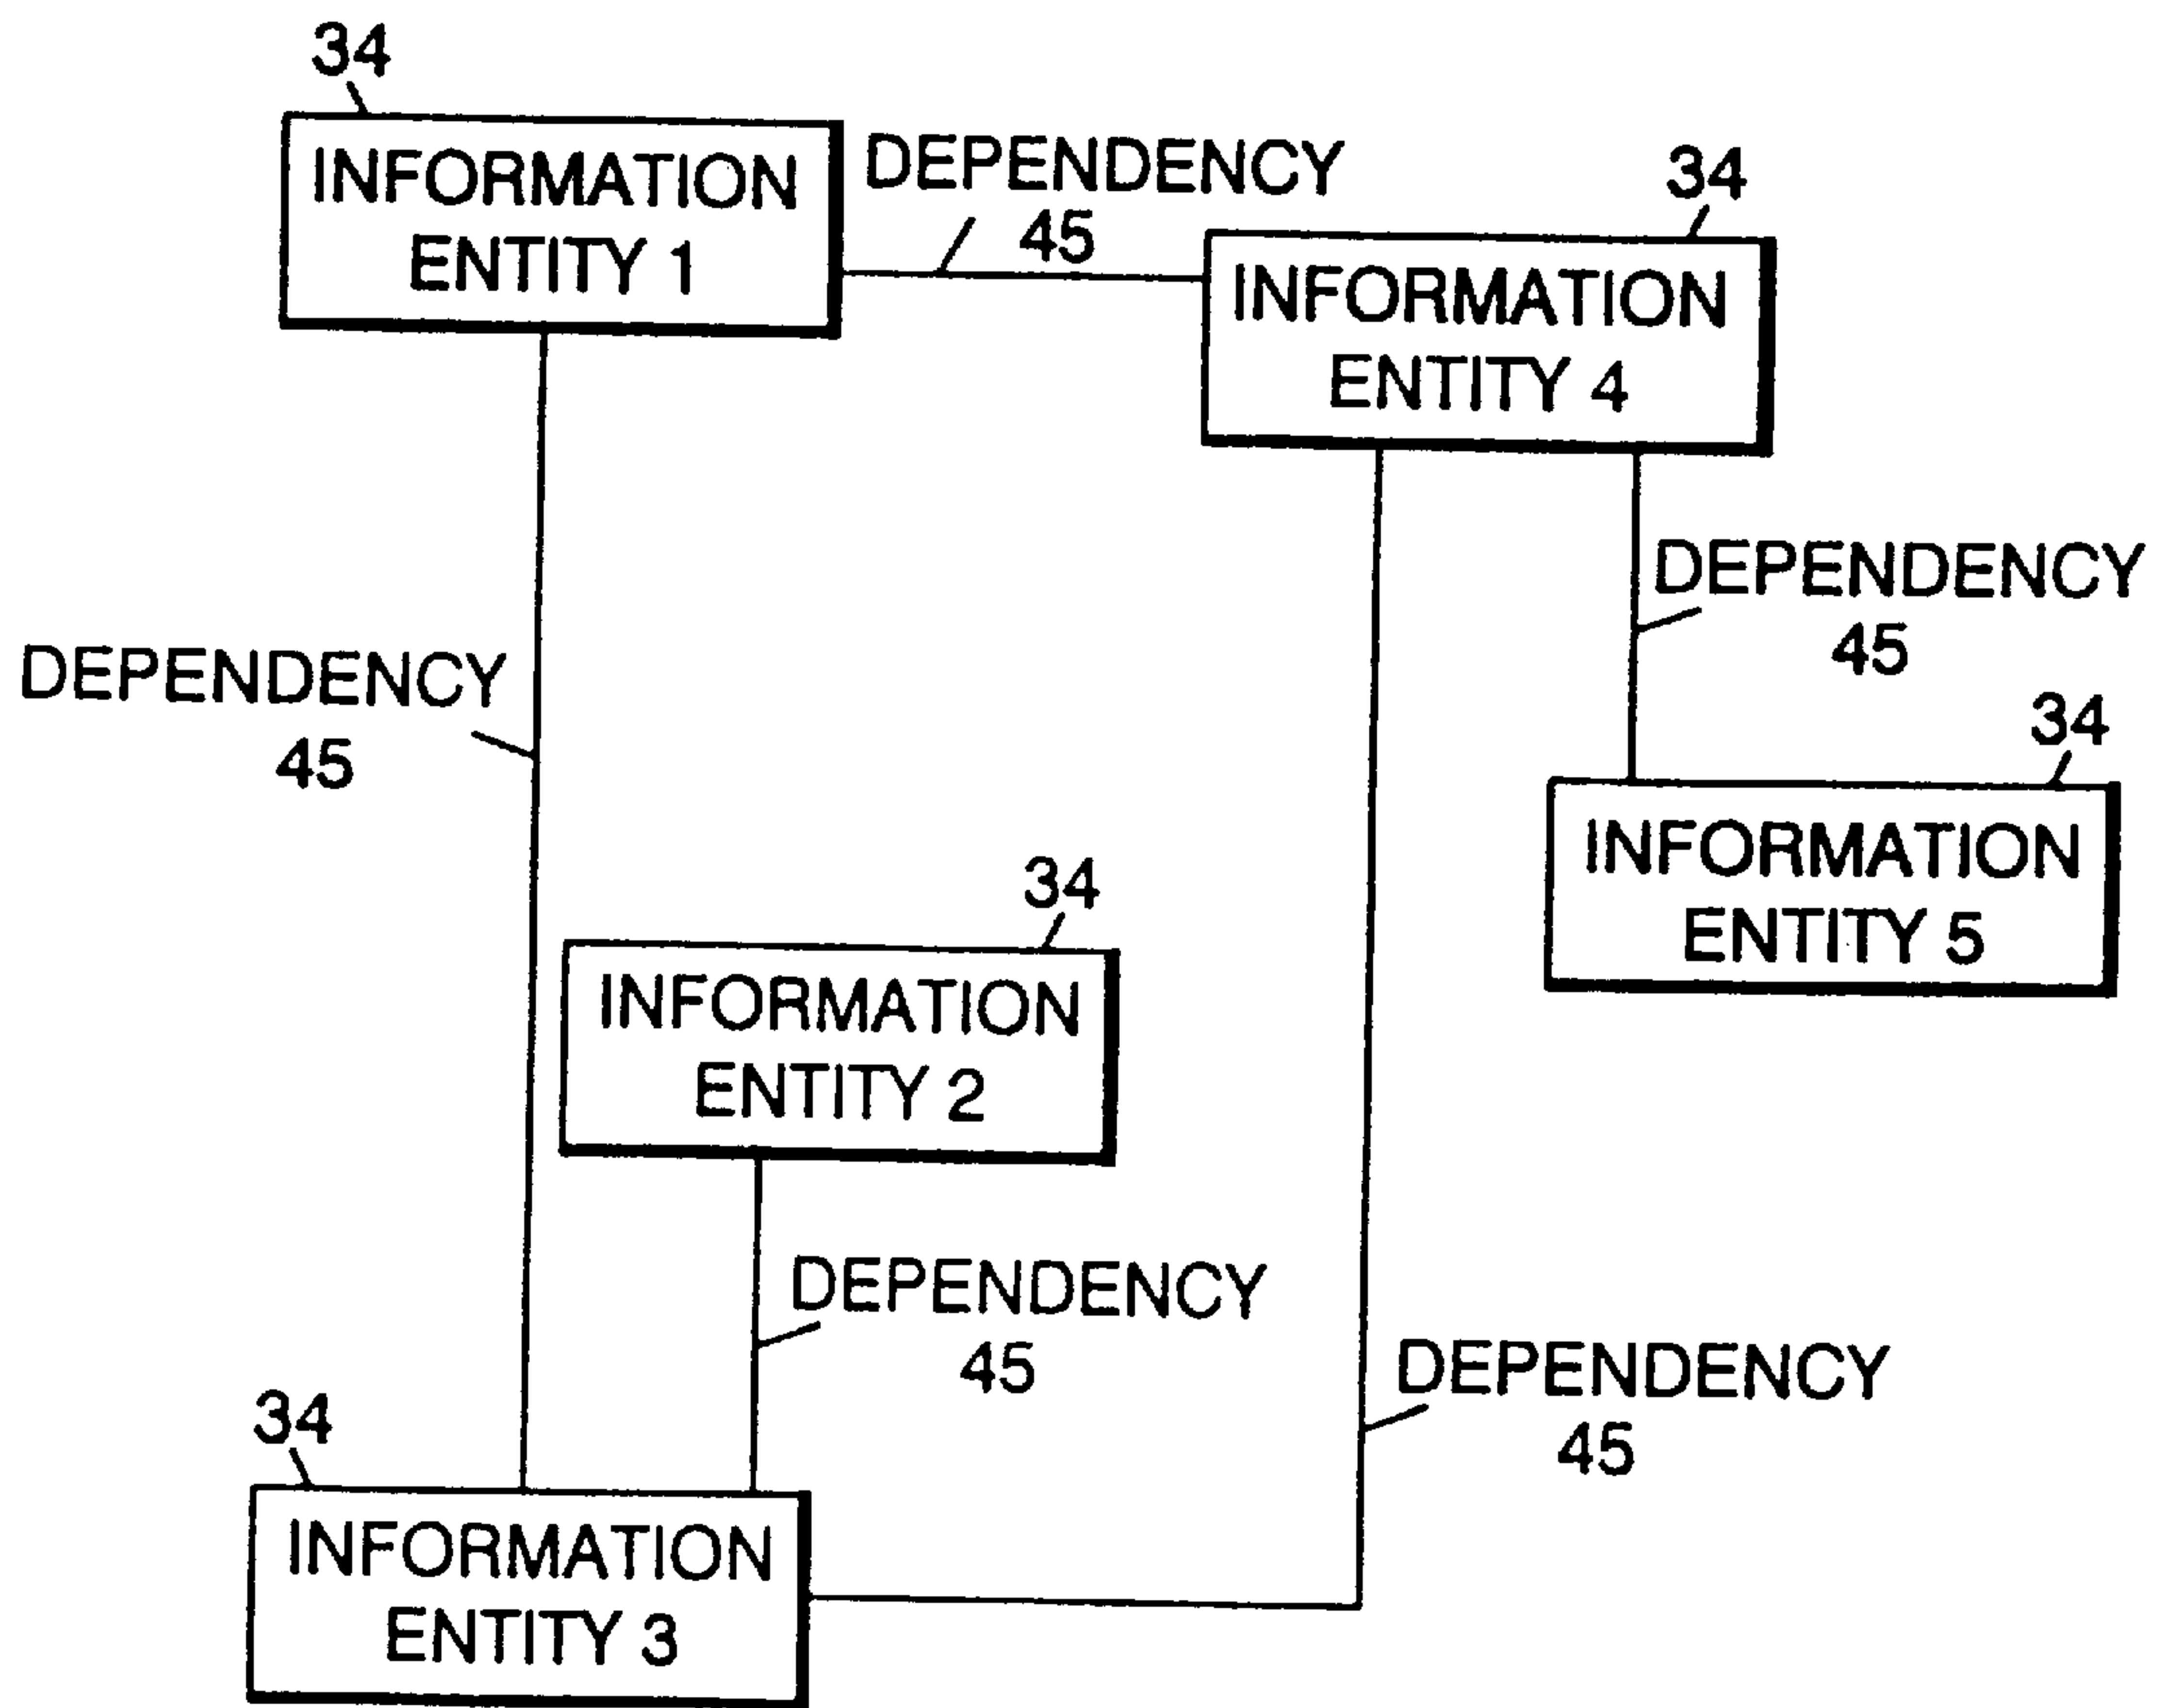 34
INFORMATION
ENTITY 1
DEPENDENCY
45
34
INFORMATION
ENTITY 4
DEPENDENCY
45
DEPENDENCY
45
34
INFORMATION
ENTITY 5
34
INFORMATION
ENTITY 2
DEPENDENCY
45
DEPENDENCY
45
34
INFORMATION
ENTITY 3